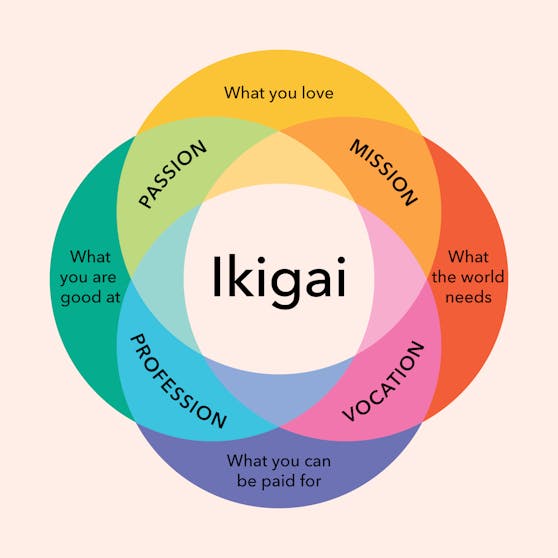 What you love
PASSION
MISSION
What
you are
good at
Ikigai
What
the world
needs
PROFESSION
VOCATION
What you can
be paid for